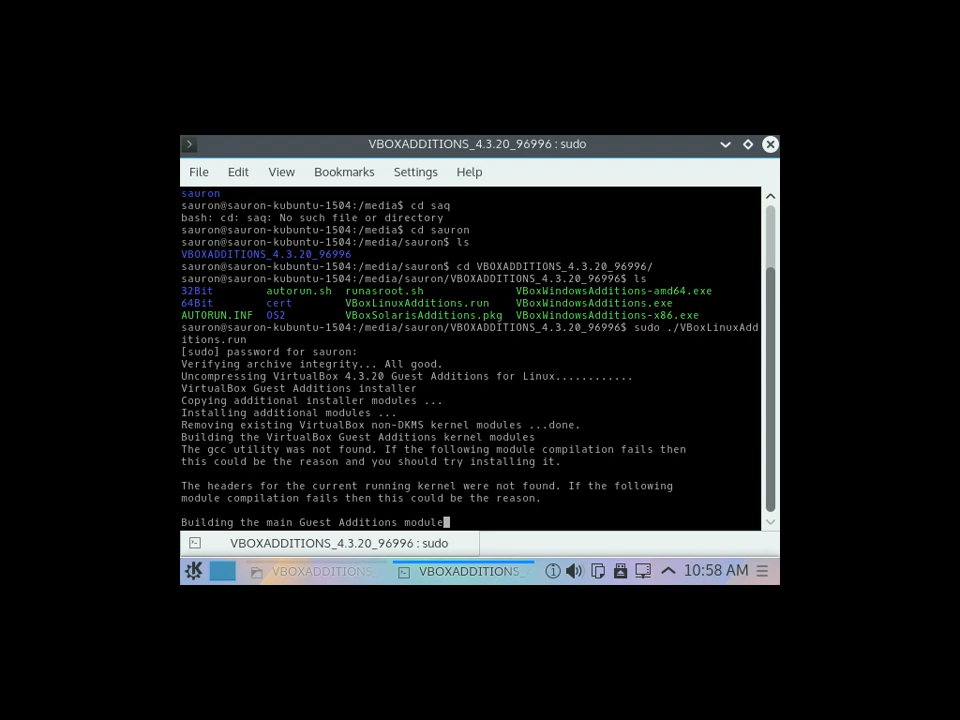 VBOXADDITIONS_4.3.20_96996 : sudo
File Edit View Bookmarks Settings Help
sauron
sauron@sauron-kubuntu-1504:/media$ cd saq
bash: cd: saq: No such file or directory
sauron@sauron-kubuntu-1504:/media$ cd sauron
sauron@sauron-kubuntu-1504:/media/sauron$ ls
VBOXADDITIONS_4.3.20_96996
sauron@sauron-kubuntu-1504:/media/sauron$ cd VBOXADDITIONS_4.3.20_96996/
sauron@sauron-kubuntu-1504:/media/sauron/VBOXADDITIONS_4.3.20_96996$ ls
32Bit autorun.sh runasroot.sh VBoxWindowsAdditions-amd64.exe
64Bit cert VBoxLinuxAdditions.run VBoxWindowsAdditions.exe
AUTORUN.INF OS2 VBoxSolarisAdditions.pkg VBoxWindowsAdditions-x86.exe
sauron@sauron-kubuntu-1504:/media/sauron/VBOXADDITIONS_4.3.20_96996$ sudo ./VBoxLinuxAdd
itions.run
[sudo] password for sauron:
Verifying archive integrity... All good.
Uncompressing VirtualBox 4.3.20 Guest Additions for Linux............
VirtualBox Guest Additions installer
Copying additional installer modules ...
Installing additional modules ...
Removing existing VirtualBox non-DKMS kernel modules ...done.
Building the VirtualBox Guest Additions kernel modules
The gcc utility was not found. If the following module compilation fails then
this could be the reason and you should try installing it.
The headers for the current running kernel were not found. If the following
module compilation fails then this could be the reason.
Building the main Guest Additions module
VBOXADDITIONS_4.3.20_96996 : sudo
VBOXADDITIONS_ VBOXADDITIONS_ 10:58 AM